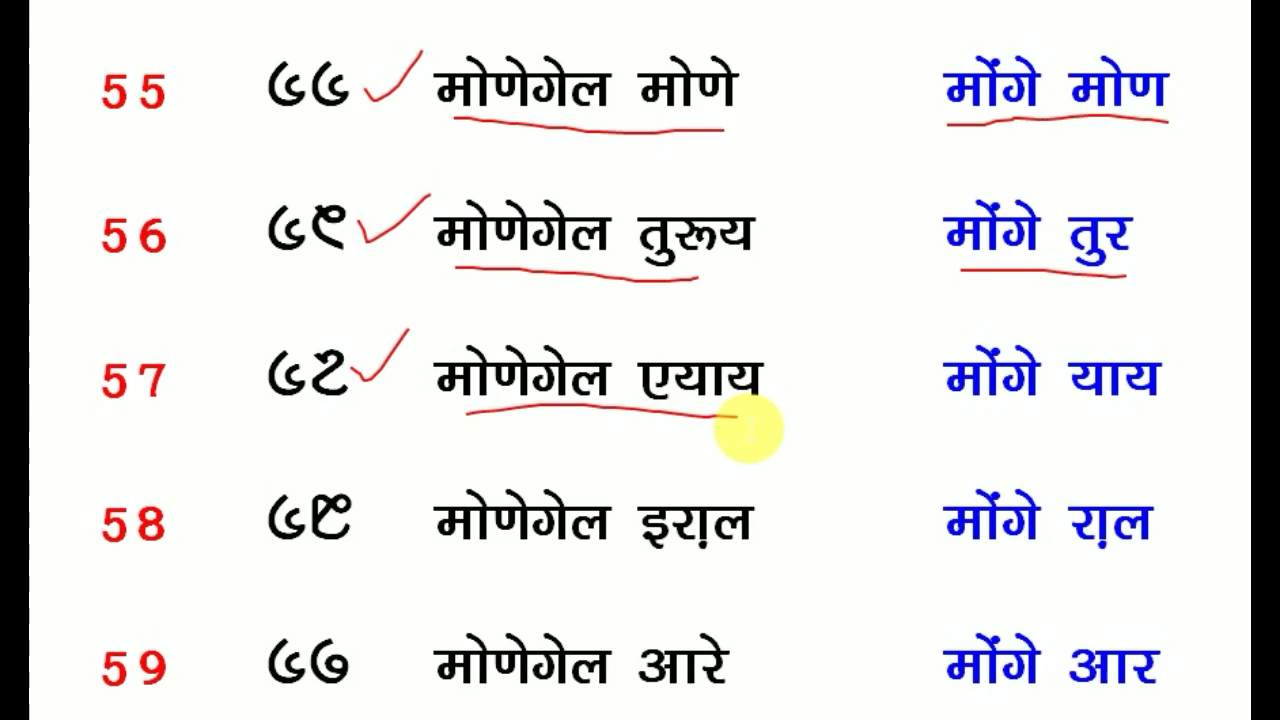 55 ᱕᱕ मोणेगेल मोणे मोंगे मोण
56 ᱕᱖ मोणेगेल तुरूय मोंगे तुर
57 ᱕᱗ मोणेगेल एयाय मोंगे याय
58 ᱕᱘ मोणेगेल इरा़ल मोंगे रा़ल
59 ᱕᱙ मोणेगेल आरे मोंगे आर